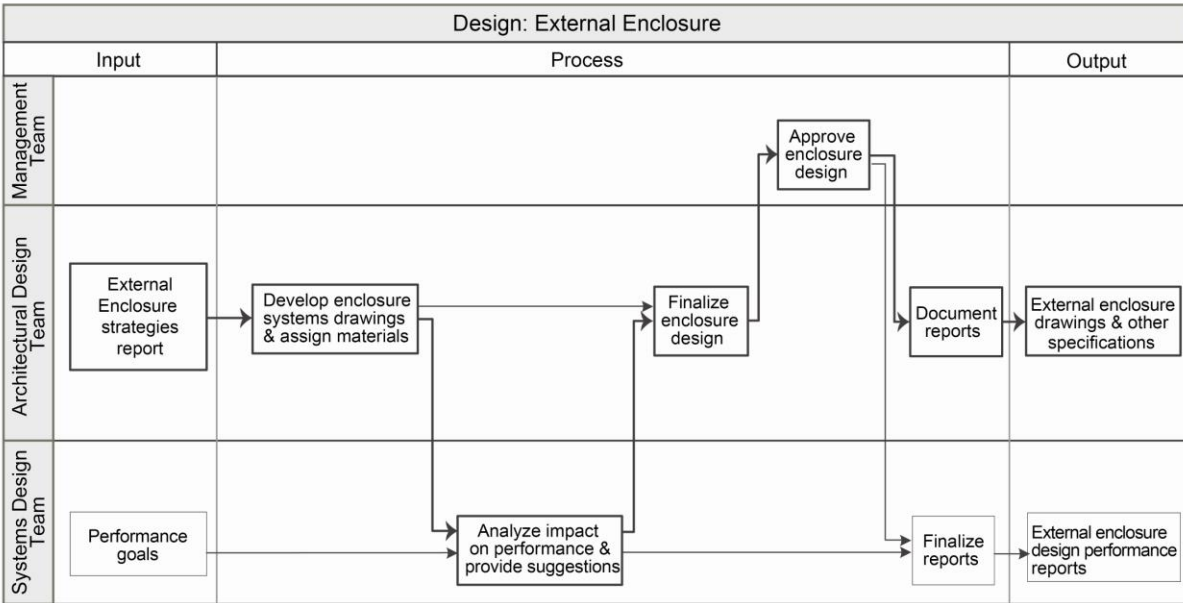 Design: External Enclosure
Input
Process
Output
Management
Team
Approve
enclosure
design
Architectural Design
Team
External
Enclosure
strategies
report
Develop enclosure
systems drawings
& assign materials
Finalize
enclosure
design
Document
reports
External enclosure
drawings & other
specifications
Systems Design
Team
Performance
goals
Analyze impact
on performance &
provide suggestions
Finalize
reports
External enclosure
design performance
reports